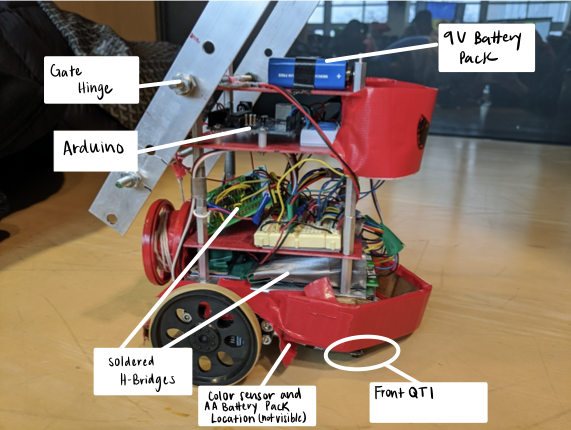 9V Battery
Pack
Gate
Hinge
Arduino
Soldered
H-Bridges
Color sensor and
AA Battery Pack
Location (not visible)
Front QTI